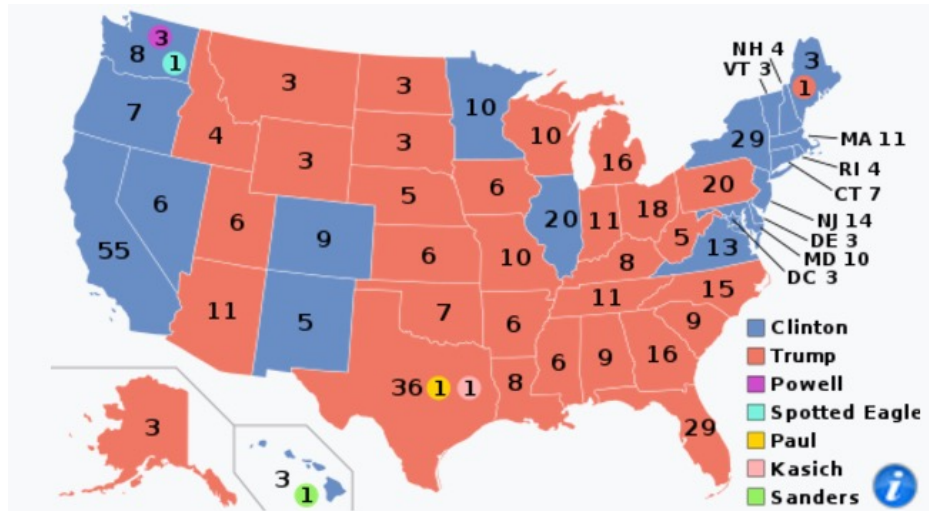 NH 4
VT 3
3
8
1
3
1
7
4
3
3
3
3
10
10
16
29
MA 11
RI 4
CT 7
NJ 14
DE 3
MD 10
DC 3
6
55
6
9
5
6
6
10
20
11
18
20
5
13
8
11
5
7
6
11
15
9
36
1
1
8
6
9
16
29
3
3
1
Clinton
Trump
Powell
Spotted Eagle
Paul
Kasich
Sanders
i